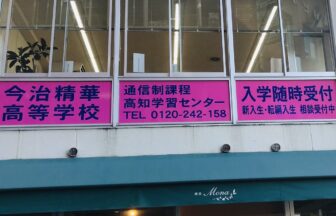 今治精華
高等学校
通信制課程
高知学習センター
TEL 0120-242-158
入学随時受付
新入生・転編入生 相談受付中
Mona